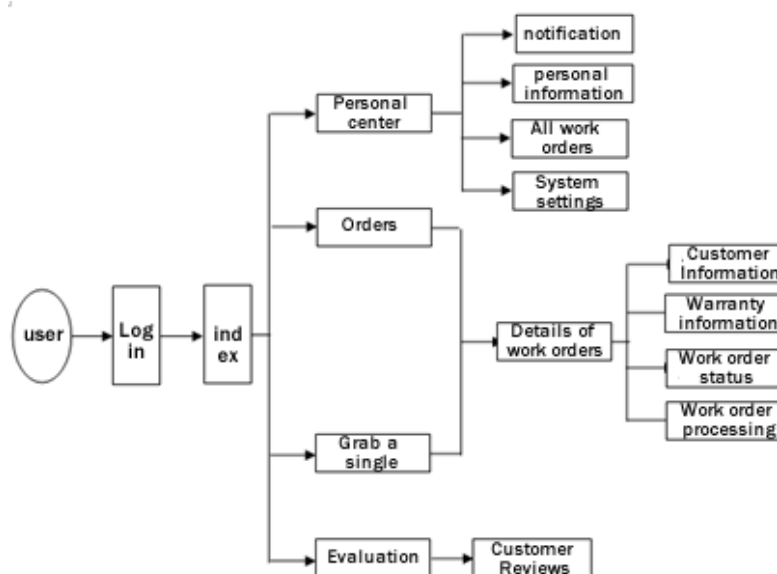 notification
personal
information
All work
orders
System
settings
Personal
center
Orders
user
Log
in
ind
ex
Details of
work orders
Customer
Information
Warranty
information
Work order
status
Work order
processing
Grab a
single
Evaluation
Customer
Reviews